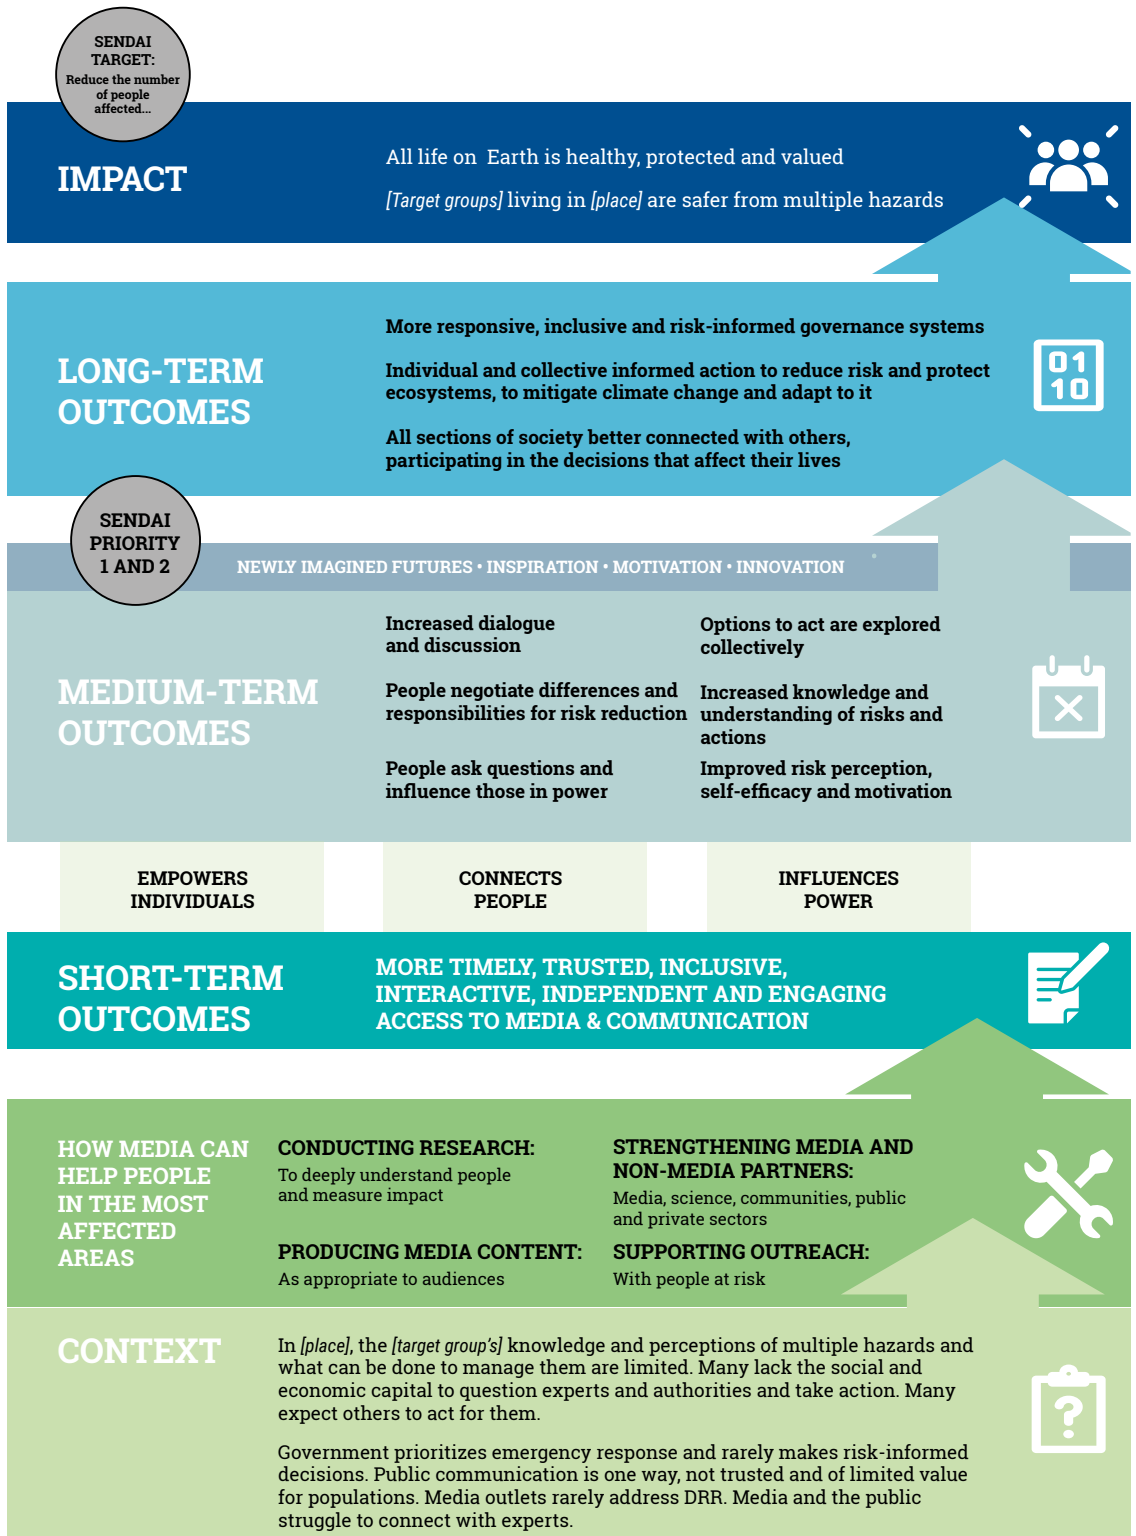 SENDAI
TARGET:
Reduce the number
of people
affected...
IMPACT
All life on Earth is healthy, protected and valued
[Target groups] living in [place] are safer from multiple hazards
LONG-TERM
OUTCOMES
More responsive, inclusive and risk-informed governance systems
Individual and collective informed action to reduce risk and protect
ecosystems, to mitigate climate change and adapt to it
All sections of society better connected with others,
participating in the decisions that affect their lives
01
10
SENDAI
PRIORITY
1 AND 2
NEWLY IMAGINED FUTURES • INSPIRATION • MOTIVATION • INNOVATION
MEDIUM-TERM
OUTCOMES
Increased dialogue
and discussion
People negotiate differences and
responsibilities for risk reduction
People ask questions and
influence those in power
Options to act are explored
collectively
Increased knowledge and
understanding of risks and
actions
Improved risk perception,
self-efficacy and motivation
EMPOWERS
INDIVIDUALS
CONNECTS
PEOPLE
INFLUENCES
POWER
SHORT-TERM
OUTCOMES
MORE TIMELY, TRUSTED, INCLUSIVE,
INTERACTIVE, INDEPENDENT AND ENGAGING
ACCESS TO MEDIA & COMMUNICATION
HOW MEDIA CAN
HELP PEOPLE
IN THE MOST
AFFECTED
AREAS
CONDUCTING RESEARCH:
To deeply understand people
and measure impact
PRODUCING MEDIA CONTENT:
As appropriate to audiences
STRENGTHENING MEDIA AND
NON-MEDIA PARTNERS:
Media, science, communities, public
and private sectors
SUPPORTING OUTREACH:
With people at risk
CONTEXT
In [place], the [target group's] knowledge and perceptions of multiple hazards and
what can be done to manage them are limited. Many lack the social and
economic capital to question experts and authorities and take action. Many
expect others to act for them.
Government prioritizes emergency response and rarely makes risk-informed
decisions. Public communication is one way, not trusted and of limited value
for populations. Media outlets rarely address DRR. Media and the public
struggle to connect with experts.
?